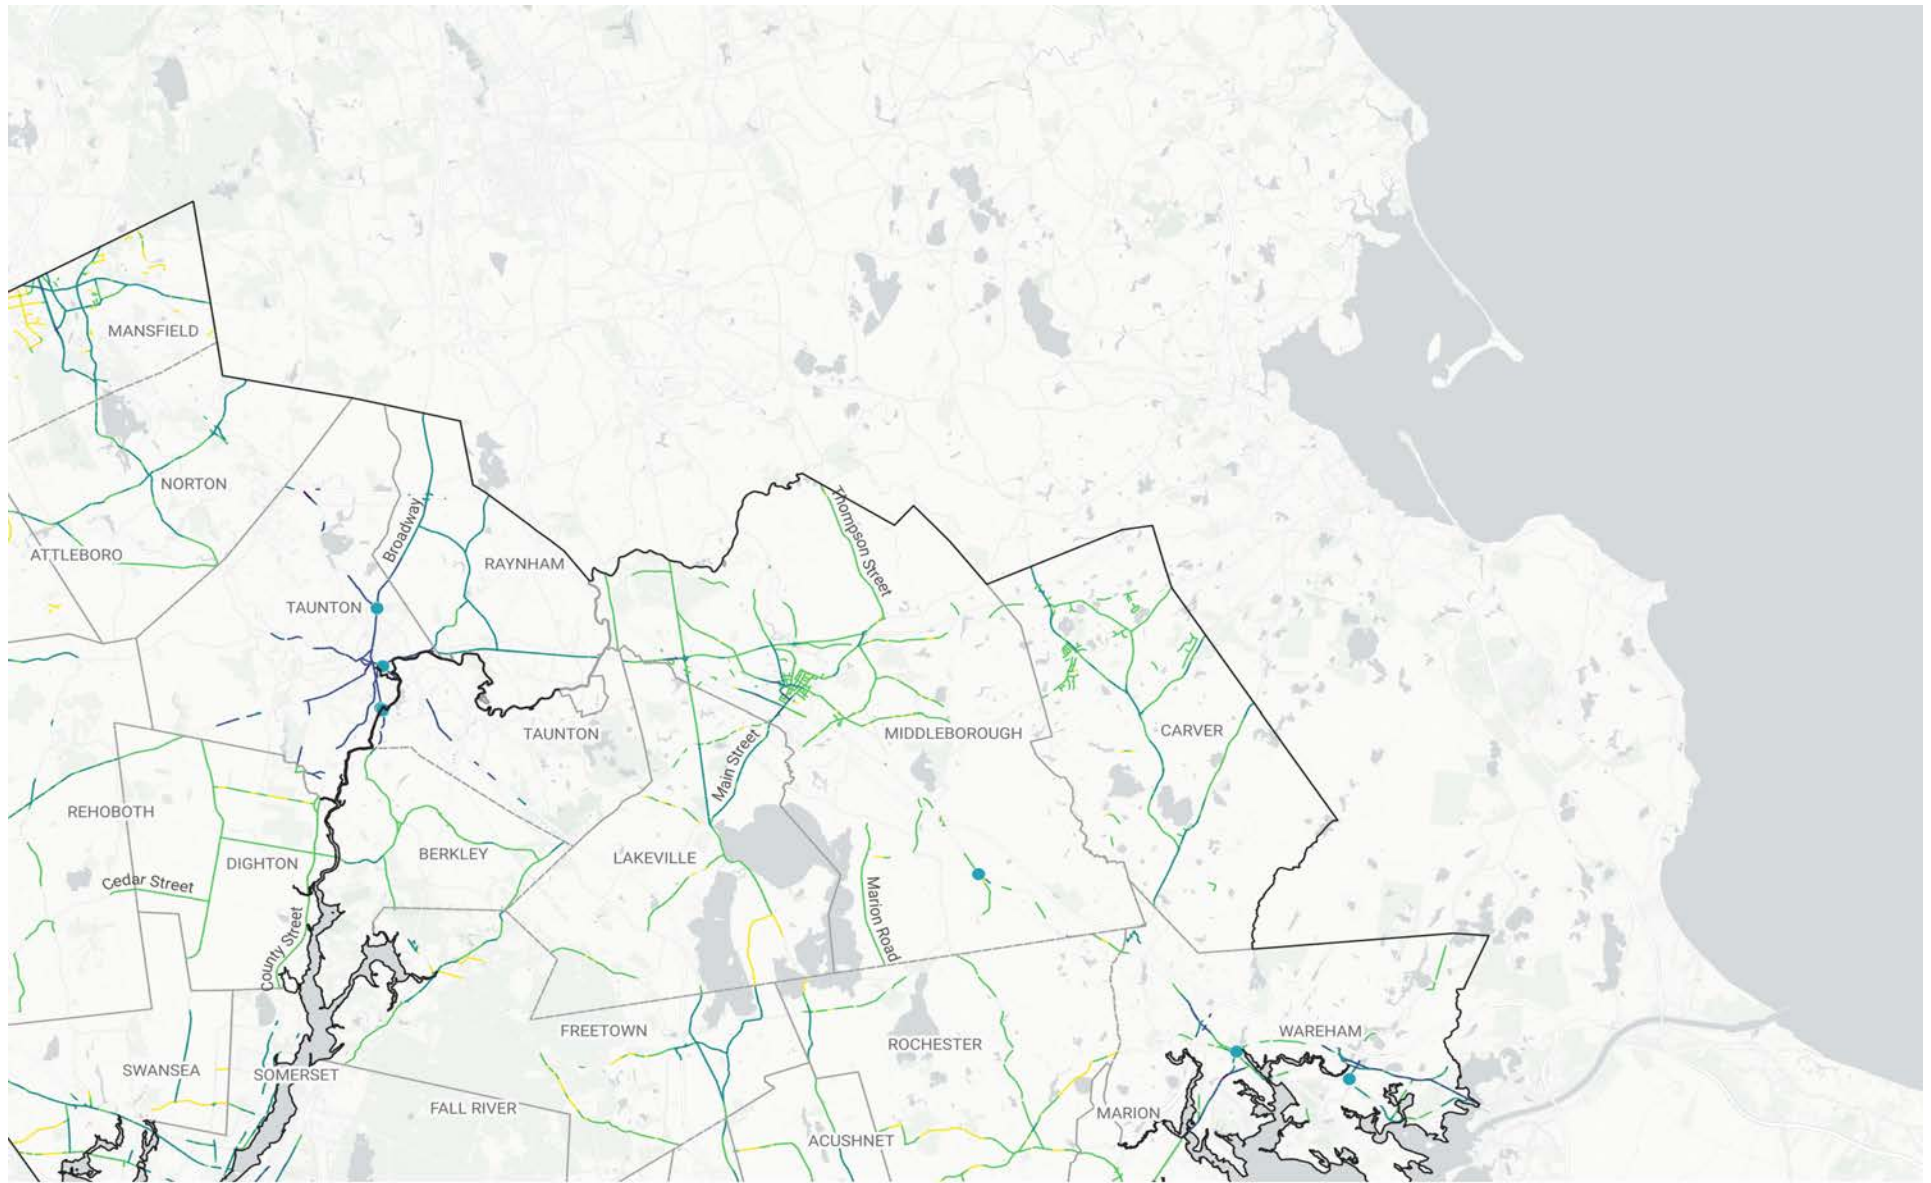 MANSFIELD
NORTON
Broadway
Thompson Street
ATTLEBORO
RAYNHAM
TAUNTON
TAUNTON
MIDDLEBOROUGH
CARVER
Main Street
REHOBOTH
DIGHTON
BERKLEY
LAKEVILLE
Cedar Street
Marion Road
County Street
FREETOWN
ROCHESTER
WAREHAM
SWANSEA
SOMERSET
FALL RIVER
MARION
ACUSHNET